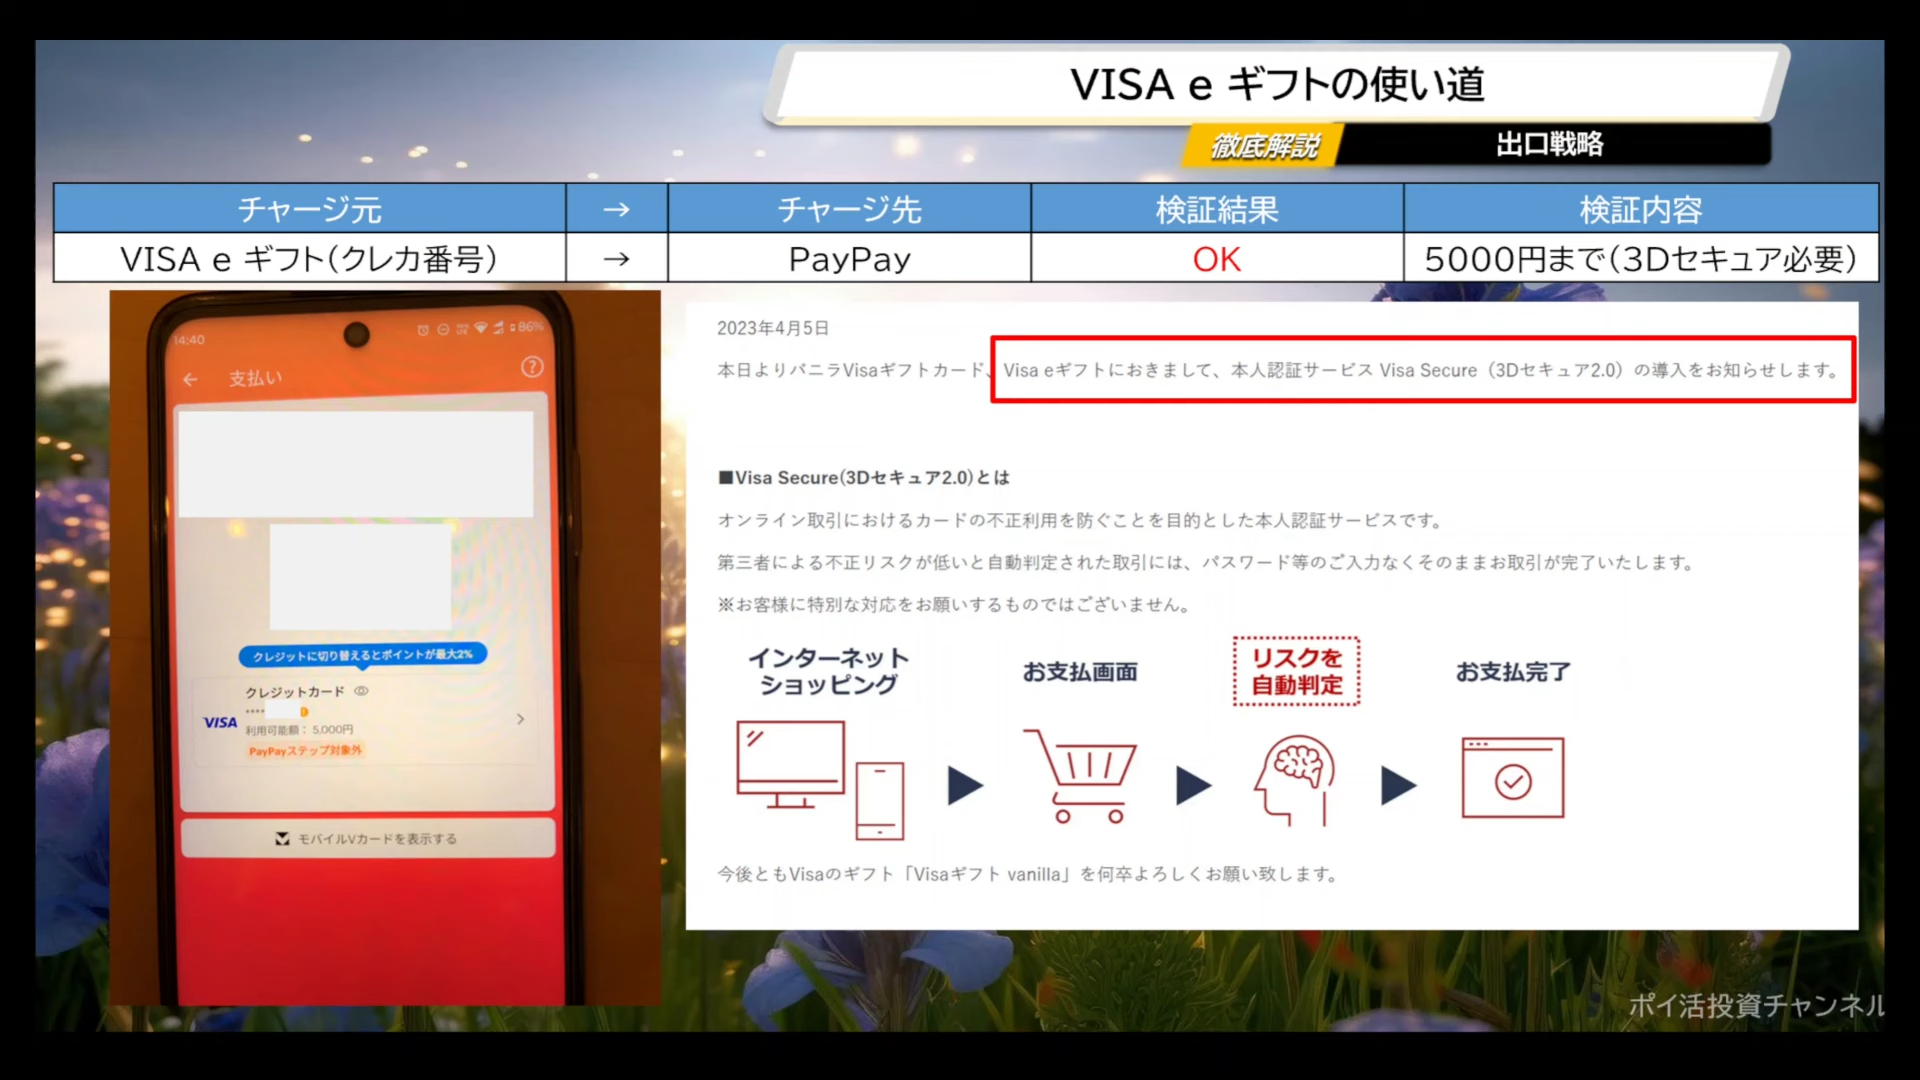 VISA e ギフトの使い道
徹底解説
出口戦略
チャージ元 → チャージ先 検証結果 検証内容
VISA e ギフト(クレカ番号) → PayPay OK 5000円まで(3Dセキュア必要)
14:40
86%
← 支払い ?
クレジットに切り替えるとポイントが最大2%
クレジットカード
VISA
利用可能額： 5,000円
PayPayステップ対象外
モバイルVカードを表示する
2023年4月5日
本日よりバニラVisaギフトカード、Visa eギフトにおきまして、本人認証サービス Visa Secure（3Dセキュア2.0）の導入をお知らせします。
■Visa Secure(3Dセキュア2.0)とは
オンライン取引におけるカードの不正利用を防ぐことを目的とした本人認証サービスです。
第三者による不正リスクが低いと自動判定された取引には、パスワード等のご入力なくそのままお取引が完了いたします。
※お客様に特別な対応をお願いするものではございません。
インターネット
ショッピング
お支払画面
リスクを
自動判定
お支払完了
今後ともVisaのギフト「Visaギフト vanilla」を何卒よろしくお願い致します。
ポイ活投資チャンネル